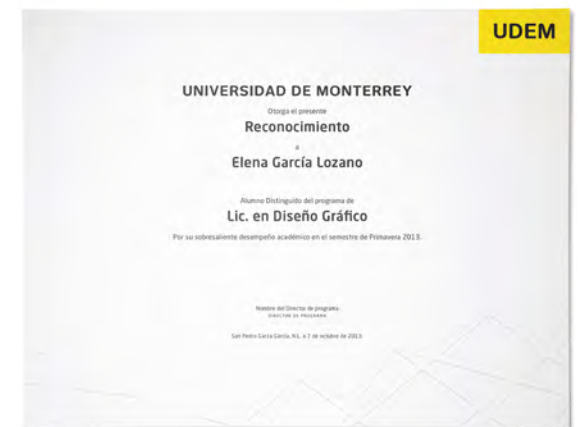 UDEM
UNIVERSIDAD DE MONTERREY
Otorga el presente
Reconocimiento
a
Elena García Lozano
Alumno Distinguido del programa de
Lic. en Diseño Gráfico
Por su sobresaliente desempeño académico en el semestre de Primavera 2013.
Nombre del Director de programa
DIRECTOR DE PROGRAMA
San Pedro Garza García, N.L. a 7 de octubre de 2013